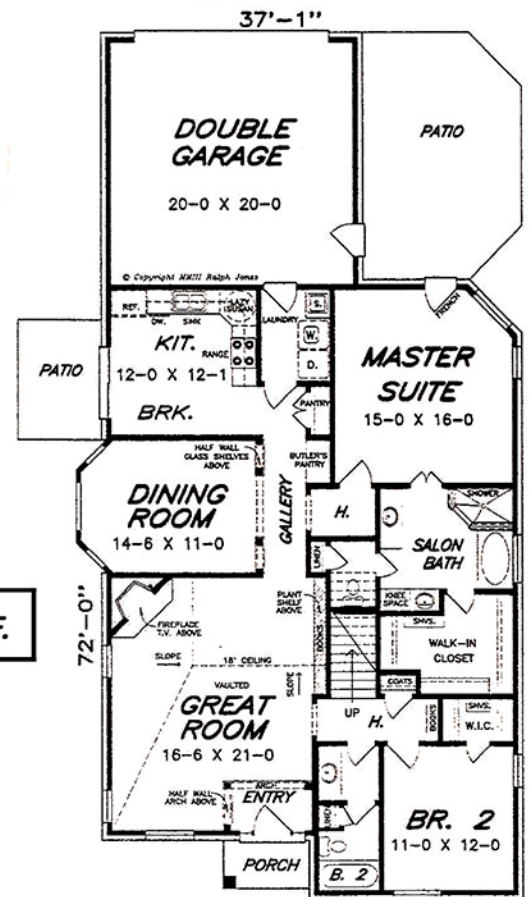 37'-1"
DOUBLE
GARAGE
20-0 X 20-0
PATIO
© Copyright MMIII Ralph Jones
REF.
DW.
SINK
LAZY
SUSAN
LAUNDRY
S.
W.
D.
FRENCH
KIT.
RANGE
12-0 X 12-1
BRK.
PATIO
MASTER
SUITE
15-0 X 16-0
PANTRY
HALF WALL
GLASS SHELVES
ABOVE
BUTLER'S
PANTRY
DINING
ROOM
14-6 X 11-0
GALLERY
H.
SHOWER
SALON
BATH
LINEN
KNEE
SPACE
72'-0"
F.
FIREPLACE
T.V. ABOVE
PLANT
SHELF
ABOVE
BOOKS
SHVS.
WALK-IN
CLOSET
SLOPE
18' CEILING
VAULTED
SLOPE
GREAT
ROOM
16-6 X 21-0
UP
COATS
H.
BOOKS
SHVS.
W.I.C.
HALF WALL
ARCH ABOVE
ARCH
ENTRY
LINEN
BR. 2
11-0 X 12-0
PORCH
B. 2